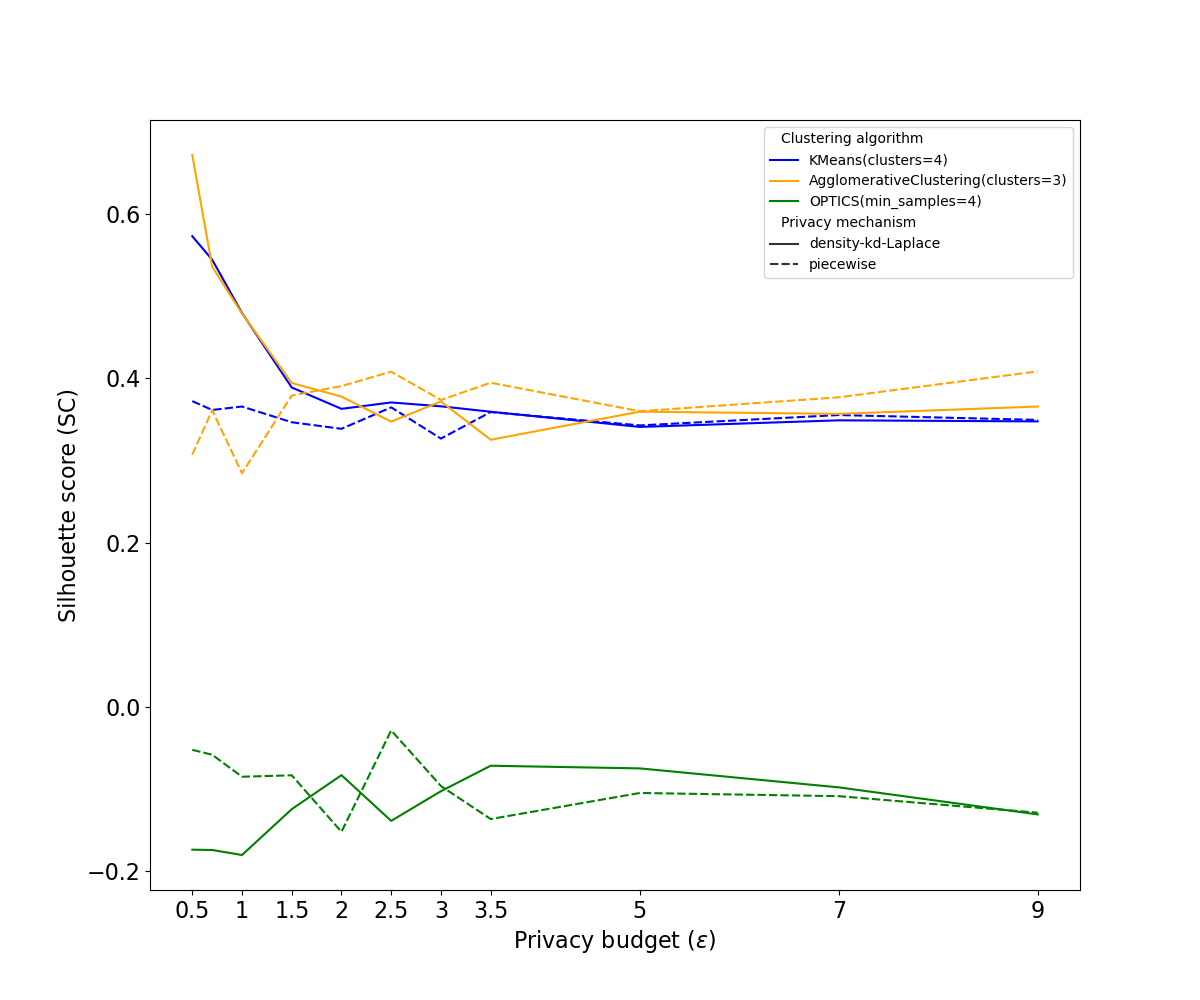 Clustering algorithm
KMeans(clusters=4)
AgglomerativeClustering(clusters=3)
OPTICS(min_samples=4)
Privacy mechanism
density-kd-Laplace
piecewise
Silhouette score (SC)
0.6
0.4
0.2
0.0
−0.2
0.5 1 1.5 2 2.5 3 3.5 5 7 9
Privacy budget (ε)